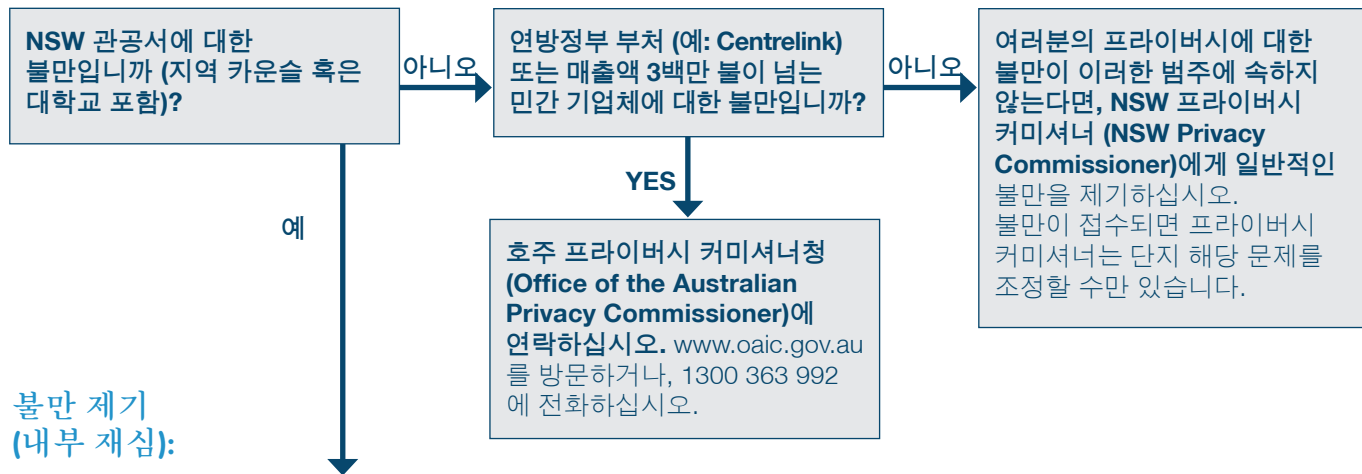 NSW 관공서에 대한
불만입니까 (지역 카운슬 혹은
대학교 포함)?
아니오
연방정부 부처 (예: Centrelink)
또는 매출액 3백만 불이 넘는
민간 기업체에 대한 불만입니까?
아니오
여러분의 프라이버시에 대한
불만이 이러한 범주에 속하지
않는다면, NSW 프라이버시
커미셔너 (NSW Privacy
Commissioner)에게 일반적인
불만을 제기하십시오.
불만이 접수되면 프라이버시
커미셔너는 단지 해당 문제를
조정할 수만 있습니다.
YES
예
호주 프라이버시 커미셔너청
(Office of the Australian
Privacy Commissioner)에
연락하십시오. www.oaic.gov.au
를 방문하거나, 1300 363 992
에 전화하십시오.
불만 제기
(내부 재심):